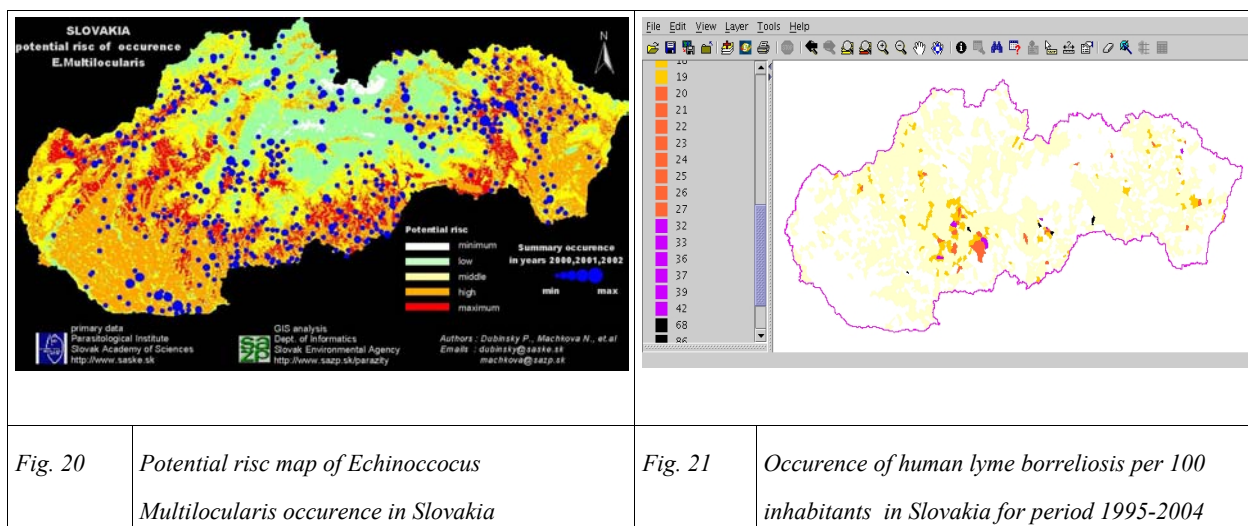 SLOVAKIA
potential risc of occurence
E.Multilocaris
N
Potential risc
minimum
low
middle
high
maximum
Summary occurence
in years 2000,2001,2002
min max
primary data
Parasitological Institute
Slovak Academy of Sciences
http://www.saske.sk
sazp
GIS analysis
Dept. of Informatics
Slovak Environmental Agency
http://www.sazp.sk/parazity
Authors : Dubinsky P., Machkova N., et.al
Emails : dubinsky@saske.sk
machkova@sazp.sk
File Edit View Layer Tools Help
18
19
20
21
22
23
24
25
26
27
32
33
36
37
39
42
68
86
Fig. 20
Potential risc map of Echinoccocus
Multilocularis occurence in Slovakia
Fig. 21
Occurence of human lyme borreliosis per 100
inhabitants in Slovakia for period 1995-2004